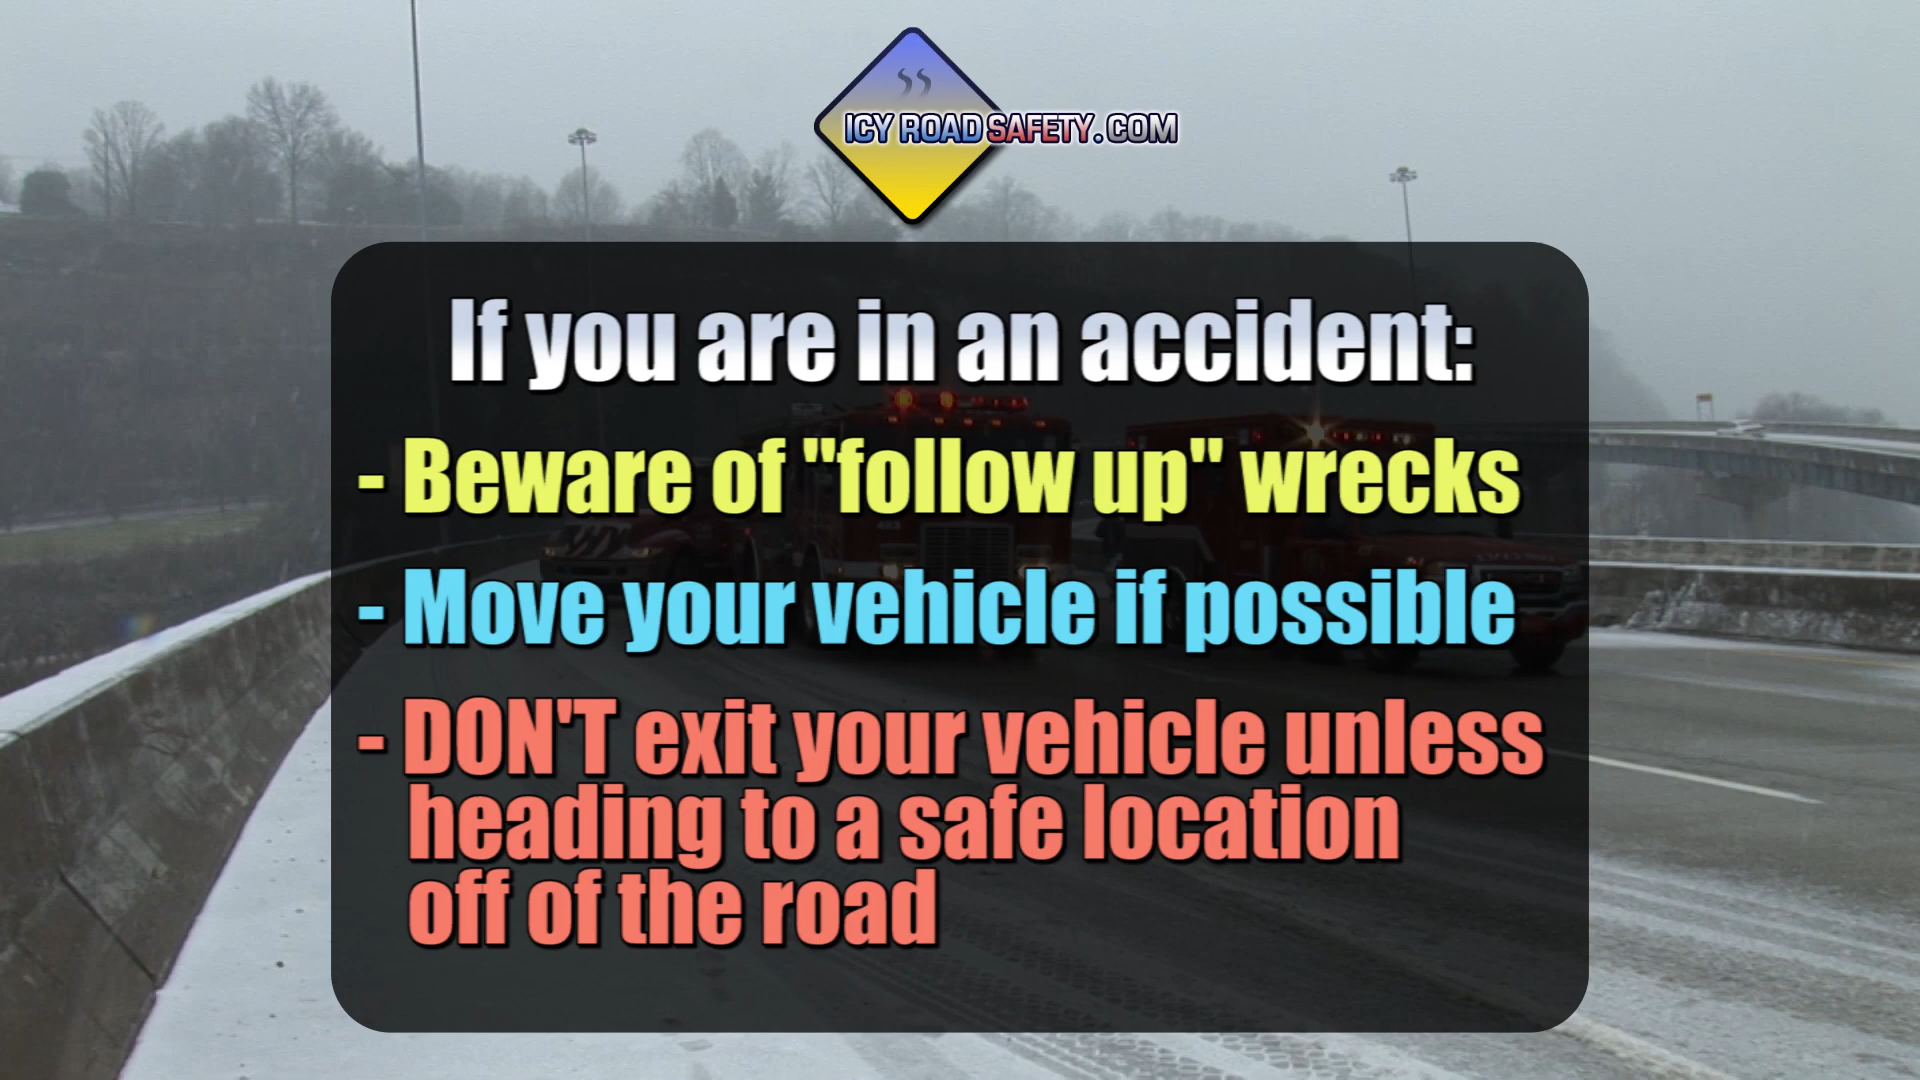 ICY ROAD SAFETY.COM
If you are in an accident:
- Beware of "follow up" wrecks
- Move your vehicle if possible
- DON'T exit your vehicle unless
heading to a safe location
off of the road